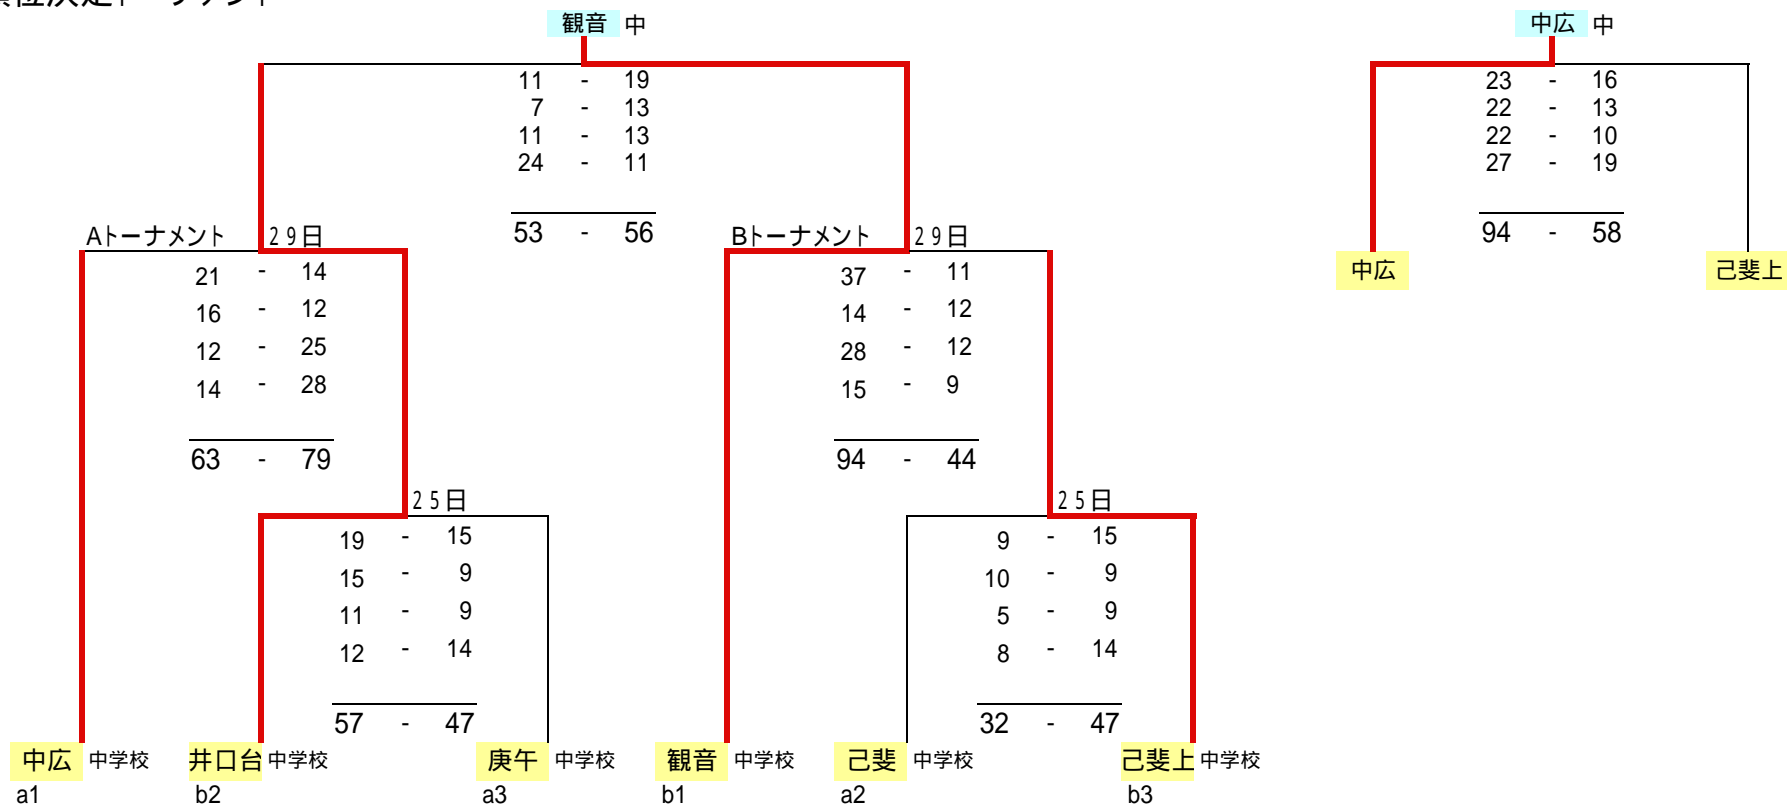 観音 中
11 - 19
7 - 13
11 - 13
24 - 11
53 - 56
中広 中
23 - 16
22 - 13
22 - 10
27 - 19
94 - 58
中広
己斐上
Aトーナメント 29日
21 - 14
16 - 12
12 - 25
14 - 28
63 - 79
Bトーナメント 29日
37 - 11
14 - 12
28 - 12
15 - 9
94 - 44
25日
19 - 15
15 - 9
11 - 9
12 - 14
57 - 47
25日
9 - 15
10 - 9
5 - 9
8 - 14
32 - 47
中広 中学校 井口台 中学校 庚午 中学校 観音 中学校 己斐 中学校 己斐上 中学校
a1 b2 a3 b1 a2 b3